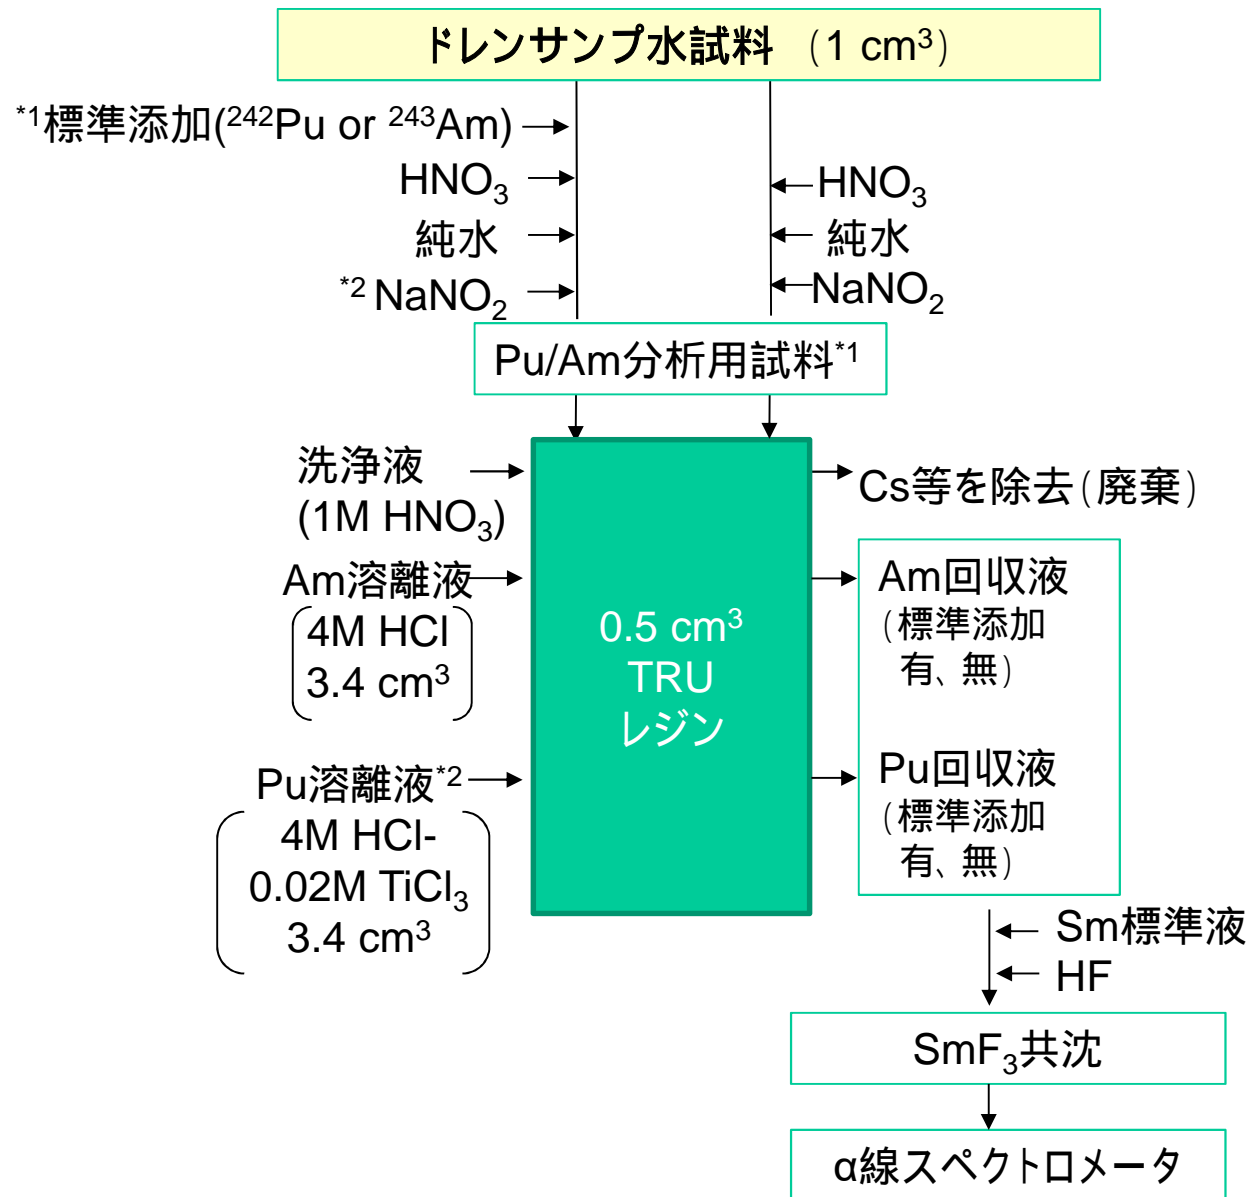 ドレンサンプ水試料 (1 cm³)
*1標準添加(²⁴²Pu or ²⁴³Am)
HNO₃
純水
*2 NaNO₂
HNO₃
純水
NaNO₂
Pu/Am分析用試料*1
洗浄液
(1M HNO₃)
Am溶離液
4M HCl
3.4 cm³
Pu溶離液*2
4M HCl-
0.02M TiCl₃
3.4 cm³
0.5 cm³
TRU
レジン
Cs等を除去(廃棄)
Am回収液
(標準添加
有、無)
Pu回収液
(標準添加
有、無)
Sm標準液
HF
SmF₃共沈
α線スペクトロメータ